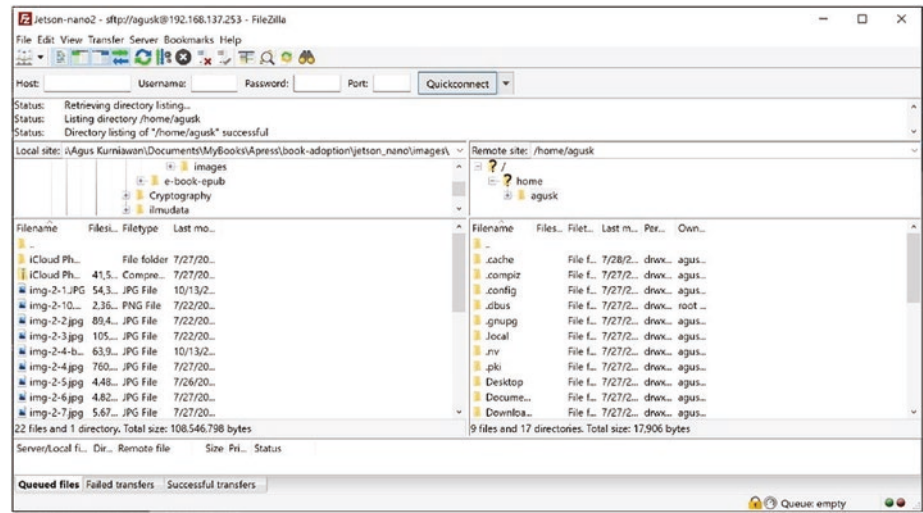 Jetson-nano2 - sftp://agusk@192.168.137.253 - FileZilla
File Edit View Transfer Server Bookmarks Help
Host: Username: Password: Port: Quickconnect
Status: Retrieving directory listing...
Status: Listing directory /home/agusk
Status: Directory listing of "/home/agusk" successful
Local site: \Agus Kurniawan\Documents\MyBooks\Apress\book-adoption\jetson_nano\images\
images
e-book-epub
Cryptography
ilmudata
Remote site: /home/agusk
/
home
agusk
Filename Filesi... Filetype Last mo...
..
iCloud Ph... File folder 7/27/20...
iCloud Ph... 41,5... Compre... 7/27/20...
img-2-1.JPG 54,3... JPG File 10/13/2...
img-2-10.... 2,36... PNG File 7/22/20...
img-2-2.jpg 89,4... JPG File 7/22/20...
img-2-3.jpg 105,... JPG File 7/22/20...
img-2-4-b... 63,9... JPG File 10/13/2...
img-2-4.jpg 760,... JPG File 7/27/20...
img-2-5.jpg 4.48... JPG File 7/26/20...
img-2-6.jpg 4.82... JPG File 7/27/20...
img-2-7.jpg 5.67... JPG File 7/27/20...
22 files and 1 directory. Total size: 108.546.798 bytes
Filename Files... Filet... Last m... Per... Own...
..
.cache File f... 7/28/2... drwx... agus...
.compiz File f... 7/27/2... drwx... agus...
.config File f... 7/27/2... drwx... agus...
.dbus File f... 7/27/2... drwx... root ...
.gnupg File f... 7/27/2... drwx... agus...
.local File f... 7/27/2... drwx... agus...
.nv File f... 7/27/2... drwx... agus...
.pki File f... 7/27/2... drwx... agus...
Desktop File f... 7/27/2... drwx... agus...
Docume... File f... 7/27/2... drwx... agus...
Downloa... File f... 7/27/2... drwx... agus...
9 files and 17 directories. Total size: 17,906 bytes
Server/Local fi... Dir... Remote file Size Pri... Status
Queued files Failed transfers Successful transfers
Queue: empty